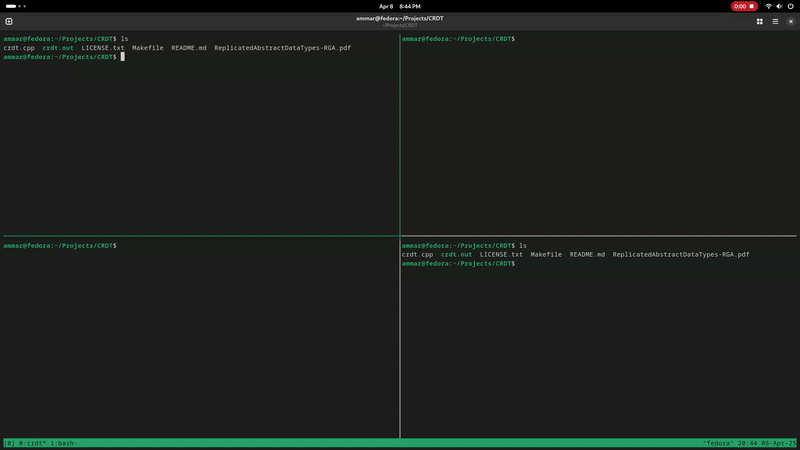 Apr 8 8:44 PM
0:00
ammar@fedora:~/Projects/CRDT
~/Projects/CRDT
ammar@fedora:~/Projects/CRDT$ ls
crdt.cpp crdt.out LICENSE.txt Makefile README.md ReplicatedAbstractDataTypes-RGA.pdf
ammar@fedora:~/Projects/CRDT$
ammar@fedora:~/Projects/CRDT$
ammar@fedora:~/Projects/CRDT$
ammar@fedora:~/Projects/CRDT$ ls
crdt.cpp crdt.out LICENSE.txt Makefile README.md ReplicatedAbstractDataTypes-RGA.pdf
ammar@fedora:~/Projects/CRDT$
[0] 0:crdt* 1:bash- "fedora" 20:44 08-Apr-25